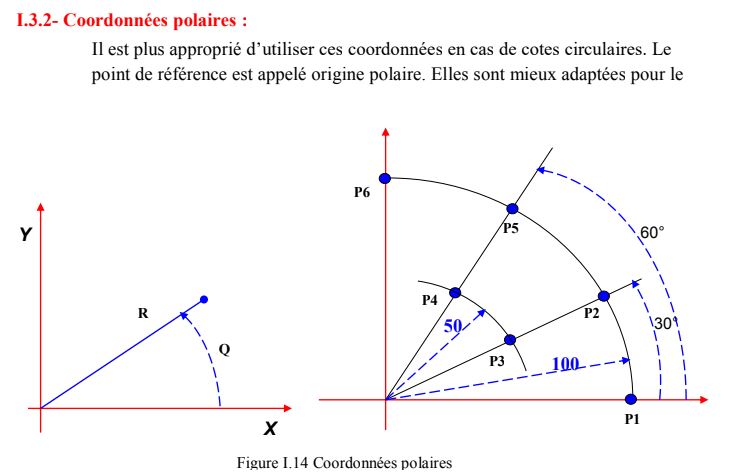 I.3.2- Coordonnées polaires :
Il est plus approprié d'utiliser ces coordonnées en cas de cotes circulaires. Le
point de référence est appelé origine polaire. Elles sont mieux adaptées pour le
Y
R
Q
X
P6
P5
60°
P4
P2
50
30°
P3
100
P1
Figure I.14 Coordonnées polaires